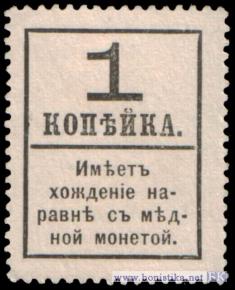 1
КОПѢЙКА.
Имѣетъ
хожденіе на-
равнѣ съ мѣд-
ной монетой.
www.bonistika.net